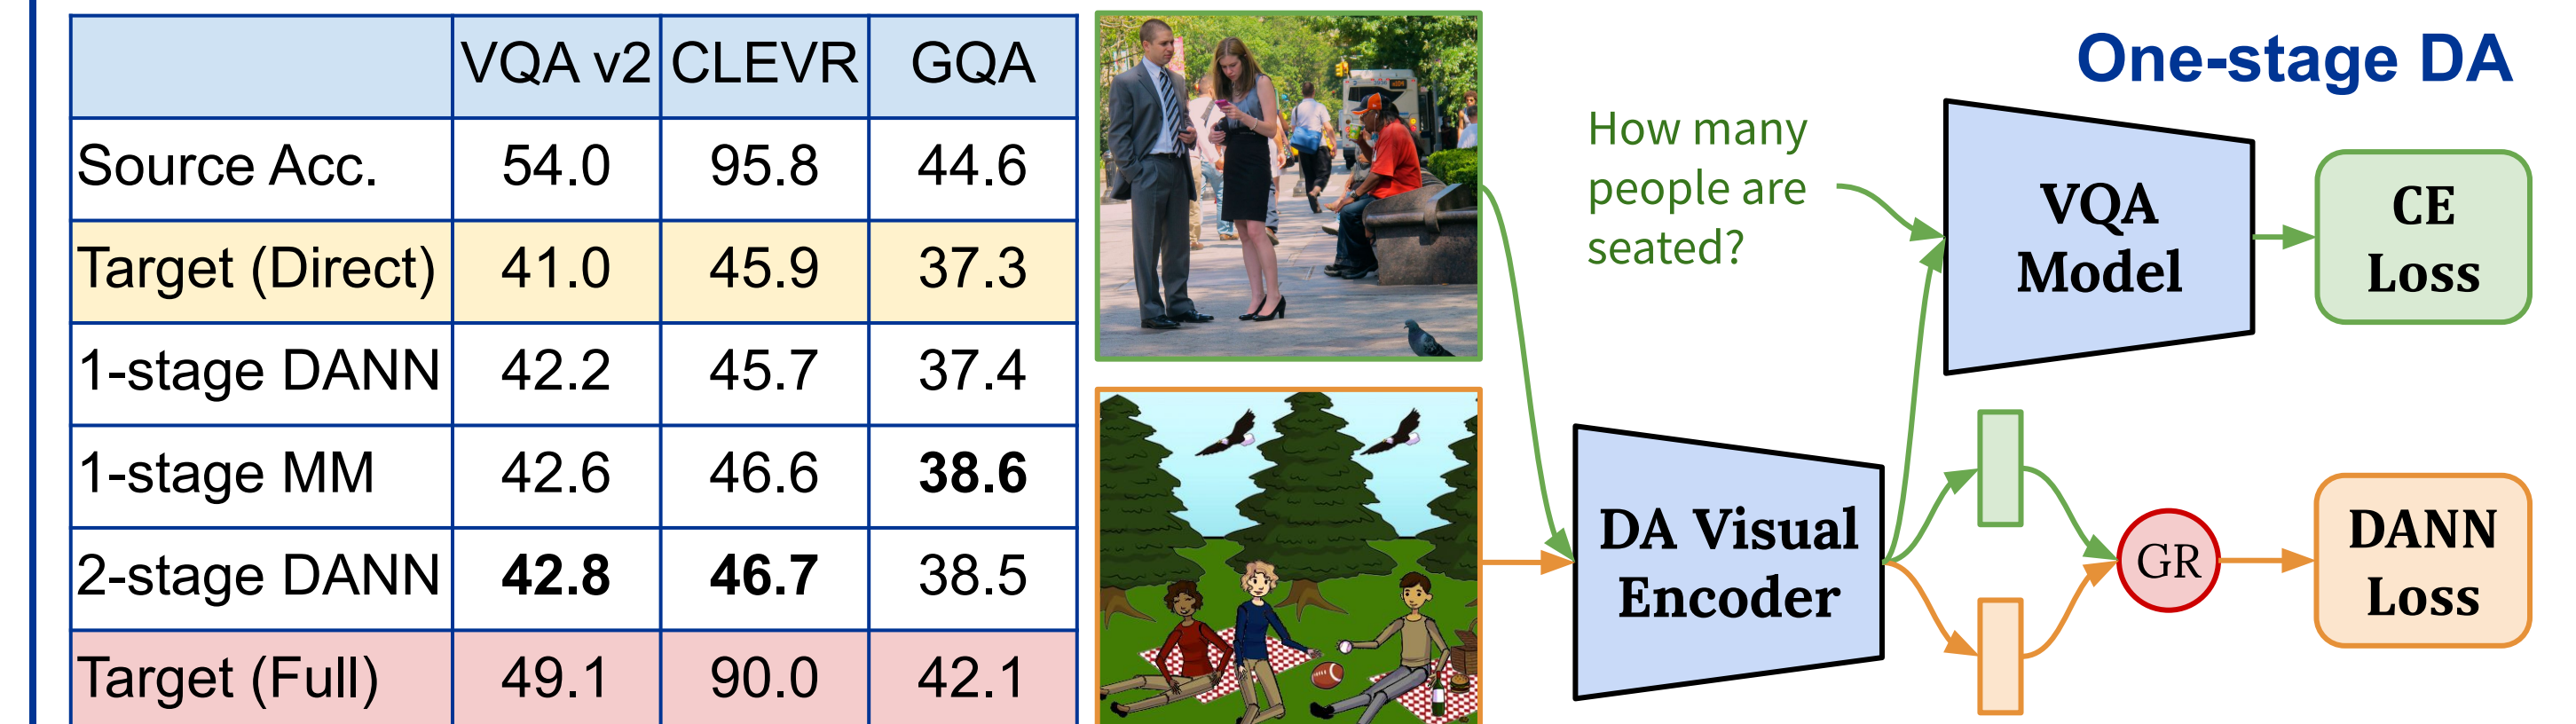 VQA v2 CLEVR GQA
Source Acc. 54.0 95.8 44.6
Target (Direct) 41.0 45.9 37.3
1-stage DANN 42.2 45.7 37.4
1-stage MM 42.6 46.6 38.6
2-stage DANN 42.8 46.7 38.5
Target (Full) 49.1 90.0 42.1
One-stage DA
How many
people are
seated?
VQA
Model
CE
Loss
DA Visual
Encoder
GR
DANN
Loss